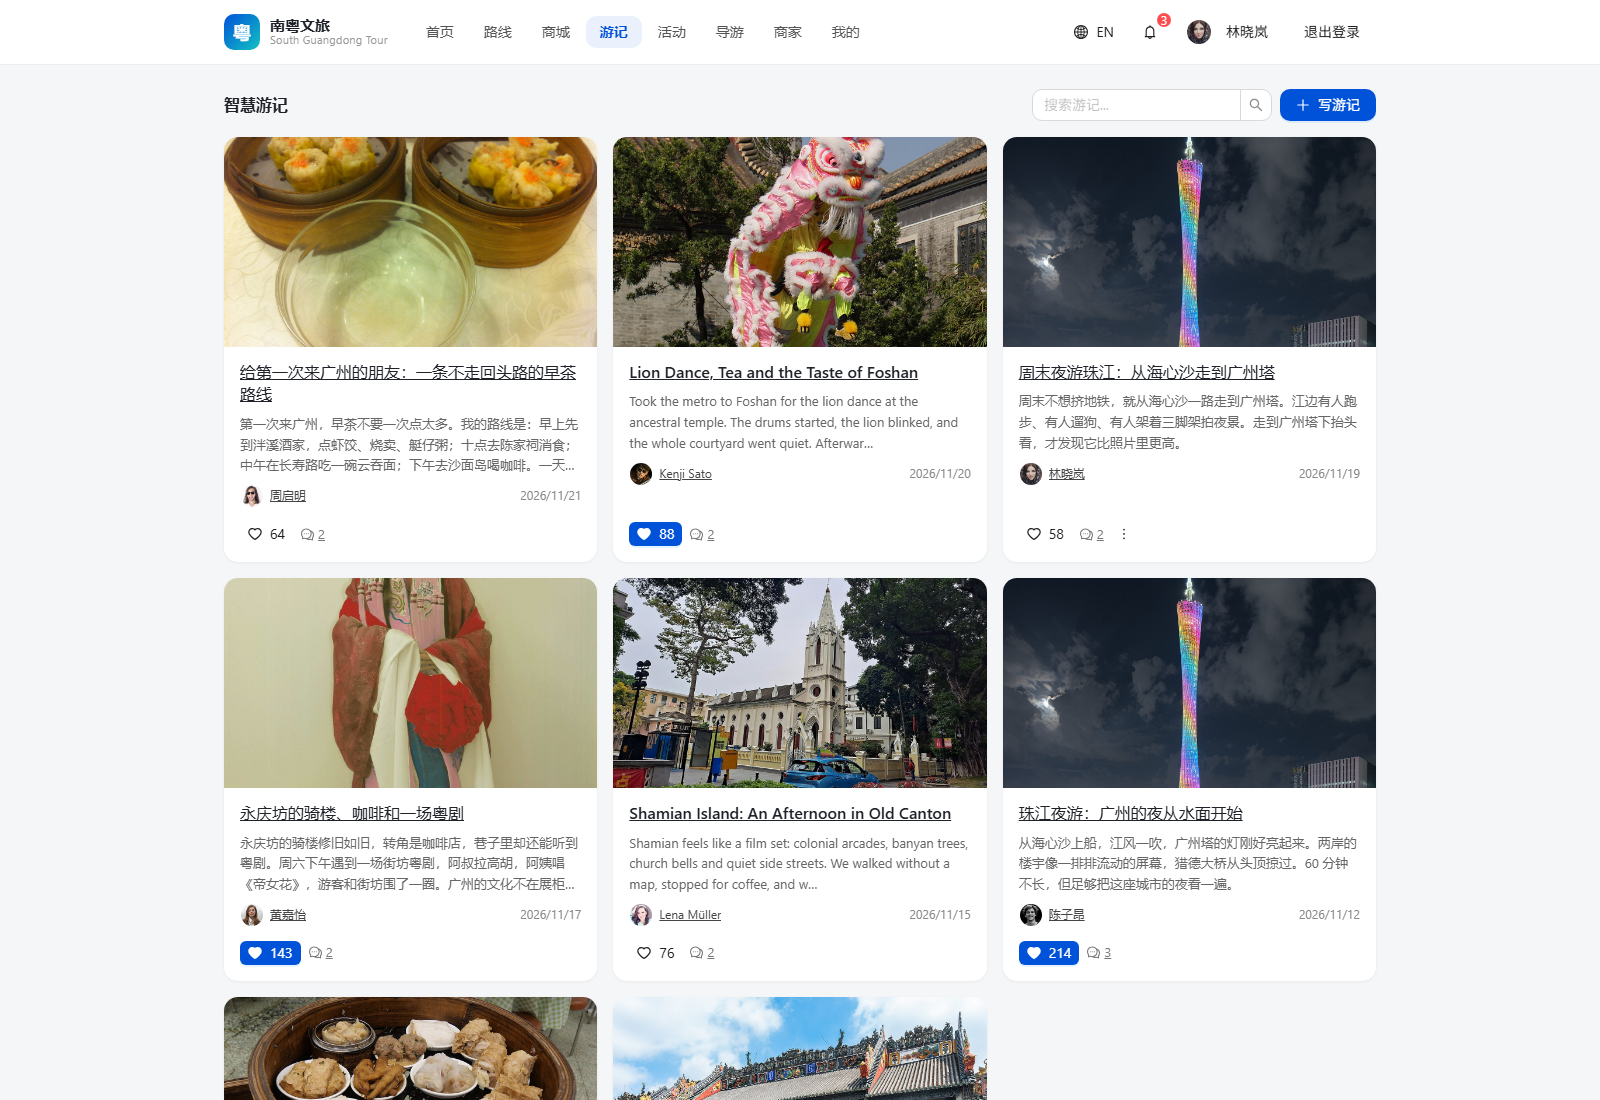 粤
南粤文旅
South Guangdong Tour
首页
路线
商城
游记
活动
导游
商家
我的
EN
3
林晓岚
退出登录
智慧游记
搜索游记...
写游记
给第一次来广州的朋友：一条不走回头路的早茶
路线
第一次来广州，早茶不要一次点太多。我的路线是：早上先
到泮溪酒家，点虾饺、烧卖、艇仔粥；十点去陈家祠消食；
中午在长寿路吃一碗云吞面；下午去沙面岛喝咖啡。一天...
周启明
2026/11/21
64
2
Lion Dance, Tea and the Taste of Foshan
Took the metro to Foshan for the lion dance at the
ancestral temple. The drums started, the lion blinked, and
the whole courtyard went quiet. Afterwar...
Kenji Sato
2026/11/20
88
2
周末夜游珠江：从海心沙走到广州塔
周末不想挤地铁，就从海心沙一路走到广州塔。江边有人跑
步、有人遛狗、有人架着三脚架拍夜景。走到广州塔下抬头
看，才发现它比照片里更高。
林晓岚
2026/11/19
58
2
永庆坊的骑楼、咖啡和一场粤剧
永庆坊的骑楼修旧如旧，转角是咖啡店，巷子里却还能听到
粤剧。周六下午遇到一场街坊粤剧，阿叔拉高胡，阿姨唱
《帝女花》，游客和街坊围了一圈。广州的文化不在展柜...
黄嘉怡
2026/11/17
143
2
Shamian Island: An Afternoon in Old Canton
Shamian feels like a film set: colonial arcades, banyan trees,
church bells and quiet side streets. We walked without a
map, stopped for coffee, and w...
Lena Müller
2026/11/15
76
2
珠江夜游：广州的夜从水面开始
从海心沙上船，江风一吹，广州塔的灯刚好亮起来。两岸的
楼宇像一排排流动的屏幕，猎德大桥从头顶掠过。60 分钟
不长，但足够把这座城市的夜看一遍。
陈子昂
2026/11/12
214
3